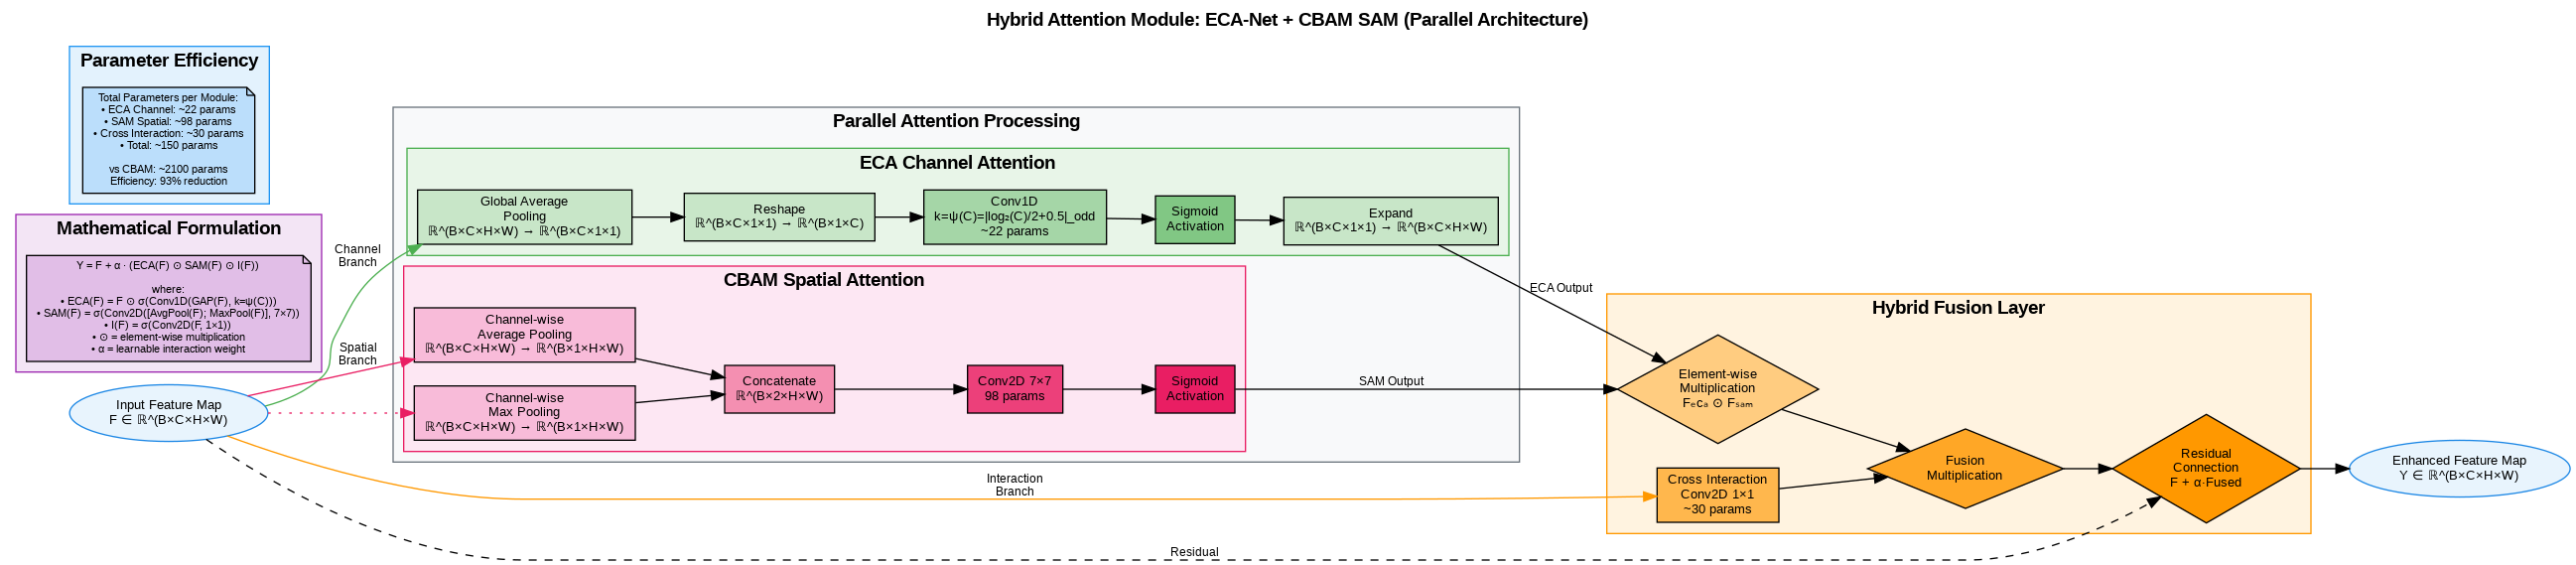 Hybrid Attention Module: ECA-Net + CBAM SAM (Parallel Architecture)
Parameter Efficiency
Total Parameters per Module:
• ECA Channel: ~22 params
• SAM Spatial: ~98 params
• Cross Interaction: ~30 params
• Total: ~150 params
vs CBAM: ~2100 params
Efficiency: 93% reduction
Mathematical Formulation
Y = F + α · (ECA(F) ⊙ SAM(F) ⊙ I(F))
where:
• ECA(F) = F ⊙ σ(Conv1D(GAP(F), k=ψ(C)))
• SAM(F) = σ(Conv2D([AvgPool(F); MaxPool(F)], 7×7))
• I(F) = σ(Conv2D(F, 1×1))
• ⊙ = element-wise multiplication
• α = learnable interaction weight
Input Feature Map
F ∈ ℝ^(B×C×H×W)
Channel
Branch
Spatial
Branch
Parallel Attention Processing
ECA Channel Attention
Global Average
Pooling
ℝ^(B×C×H×W) → ℝ^(B×C×1×1)
Reshape
ℝ^(B×C×1×1) → ℝ^(B×1×C)
Conv1D
k=ψ(C)=|log₂(C)/2+0.5|_odd
~22 params
Sigmoid
Activation
Expand
ℝ^(B×C×1×1) → ℝ^(B×C×H×W)
CBAM Spatial Attention
Channel-wise
Average Pooling
ℝ^(B×C×H×W) → ℝ^(B×1×H×W)
Channel-wise
Max Pooling
ℝ^(B×C×H×W) → ℝ^(B×1×H×W)
Concatenate
ℝ^(B×2×H×W)
Conv2D 7×7
98 params
Sigmoid
Activation
ECA Output
SAM Output
Interaction
Branch
Residual
Hybrid Fusion Layer
Element-wise
Multiplication
Fₑcₐ ⊙ Fₛₐₘ
Cross Interaction
Conv2D 1×1
~30 params
Fusion
Multiplication
Residual
Connection
F + α·Fused
Enhanced Feature Map
Y ∈ ℝ^(B×C×H×W)